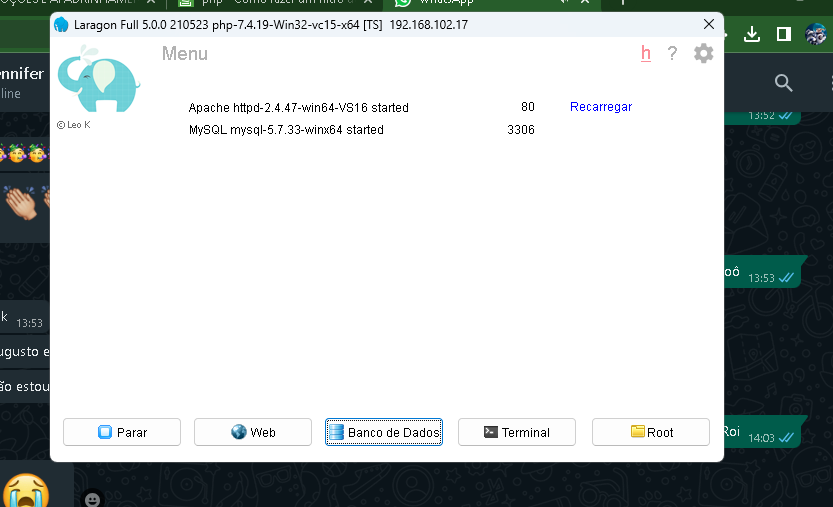 WhatsApp
Laragon Full 5.0.0 210523 php-7.4.19-Win32-vc15-x64 [TS] 192.168.102.17
Menu
h ?
© Leo K
Apache httpd-2.4.47-win64-VS16 started 80 Recarregar
MySQL mysql-5.7.33-winx64 started 3306
Parar
Web
Banco de Dados
Terminal
Root
ennifer
line
13:52
oô
13:53
k
13:53
ugusto e
ão estou
Roi
14:03